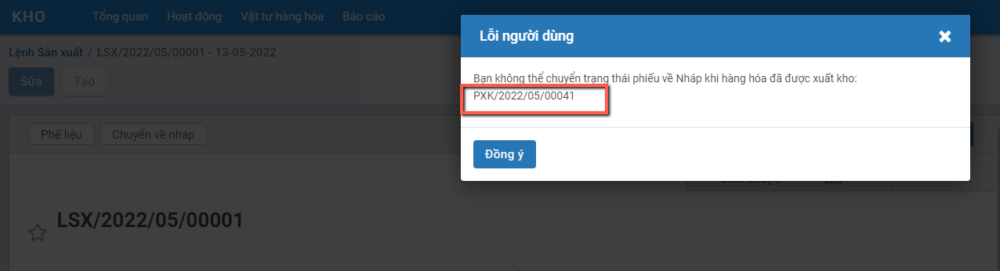 KHO Tổng quan Hoạt động Vật tư hàng hóa Báo cáo
Lỗi người dùng
Lệnh Sản xuất / LSX/2022/05/00001 - 13-05-2022
Sửa Tạo
Bạn không thể chuyển trạng thái phiếu về Nháp khi hàng hóa đã được xuất kho:
PXK/2022/05/00041
Phế liệu Chuyển về nháp
Đồng ý
LSX/2022/05/00001